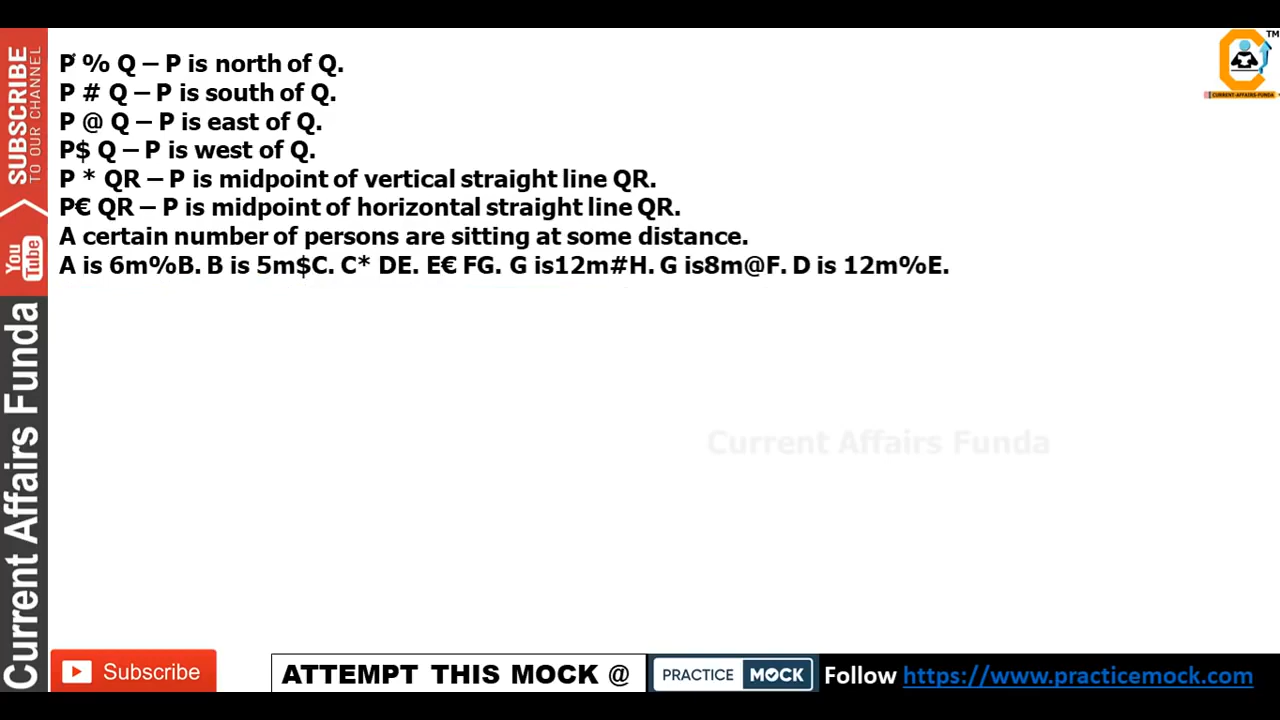 P % Q – P is north of Q.
P # Q – P is south of Q.
P @ Q – P is east of Q.
P$ Q – P is west of Q.
P * QR – P is midpoint of vertical straight line QR.
P€ QR – P is midpoint of horizontal straight line QR.
A certain number of persons are sitting at some distance.
A is 6m%B. B is 5m$C. C* DE. E€ FG. G is12m#H. G is8m@F. D is 12m%E.
Current Affairs Funda
SUBSCRIBE
TO OUR CHANNEL
You
Tube
Current Affairs Funda
TM
CURRENT-AFFAIRS-FUNDA
Subscribe
ATTEMPT THIS MOCK @
PRACTICE MOCK
Follow https://www.practicemock.com